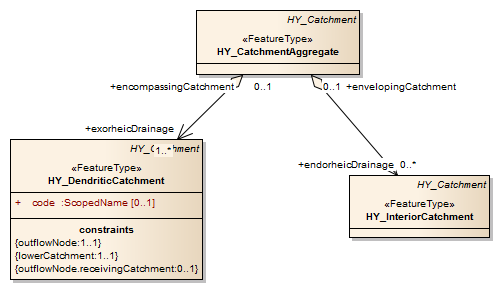 HY_Catchment
«FeatureType»
HY_CatchmentAggregate
+encompassingCatchment 0..1
0..1 +envelopingCatchment
+exorheicDrainage
1..*
HY_Catchment
«FeatureType»
HY_DendriticCatchment
+ code :ScopedName [0..1]
constraints
{outflowNode:1..1}
{lowerCatchment:1..1}
{outflowNode.receivingCatchment:0..1}
+endorheicDrainage 0..*
HY_Catchment
«FeatureType»
HY_InteriorCatchment